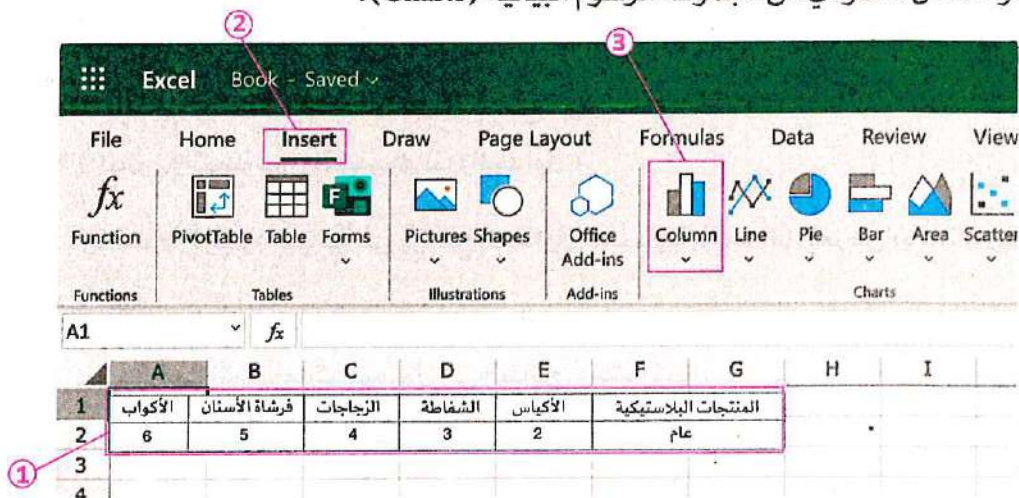 (Charts)
②
③
Excel Book - Saved
File Home Insert Draw Page Layout Formulas Data Review View
Function PivotTable Table Forms Pictures Shapes Office Add-ins Column Line Pie Bar Area Scatter
Functions Tables Illustrations Add-ins Charts
A1 fx
A B C D E F G H I
1 الأكواب فرشاة الأسنان الزجاجات الشفاطة الأكياس المنتجات البلاستيكية
2 6 5 4 3 2 عام
①
3
4